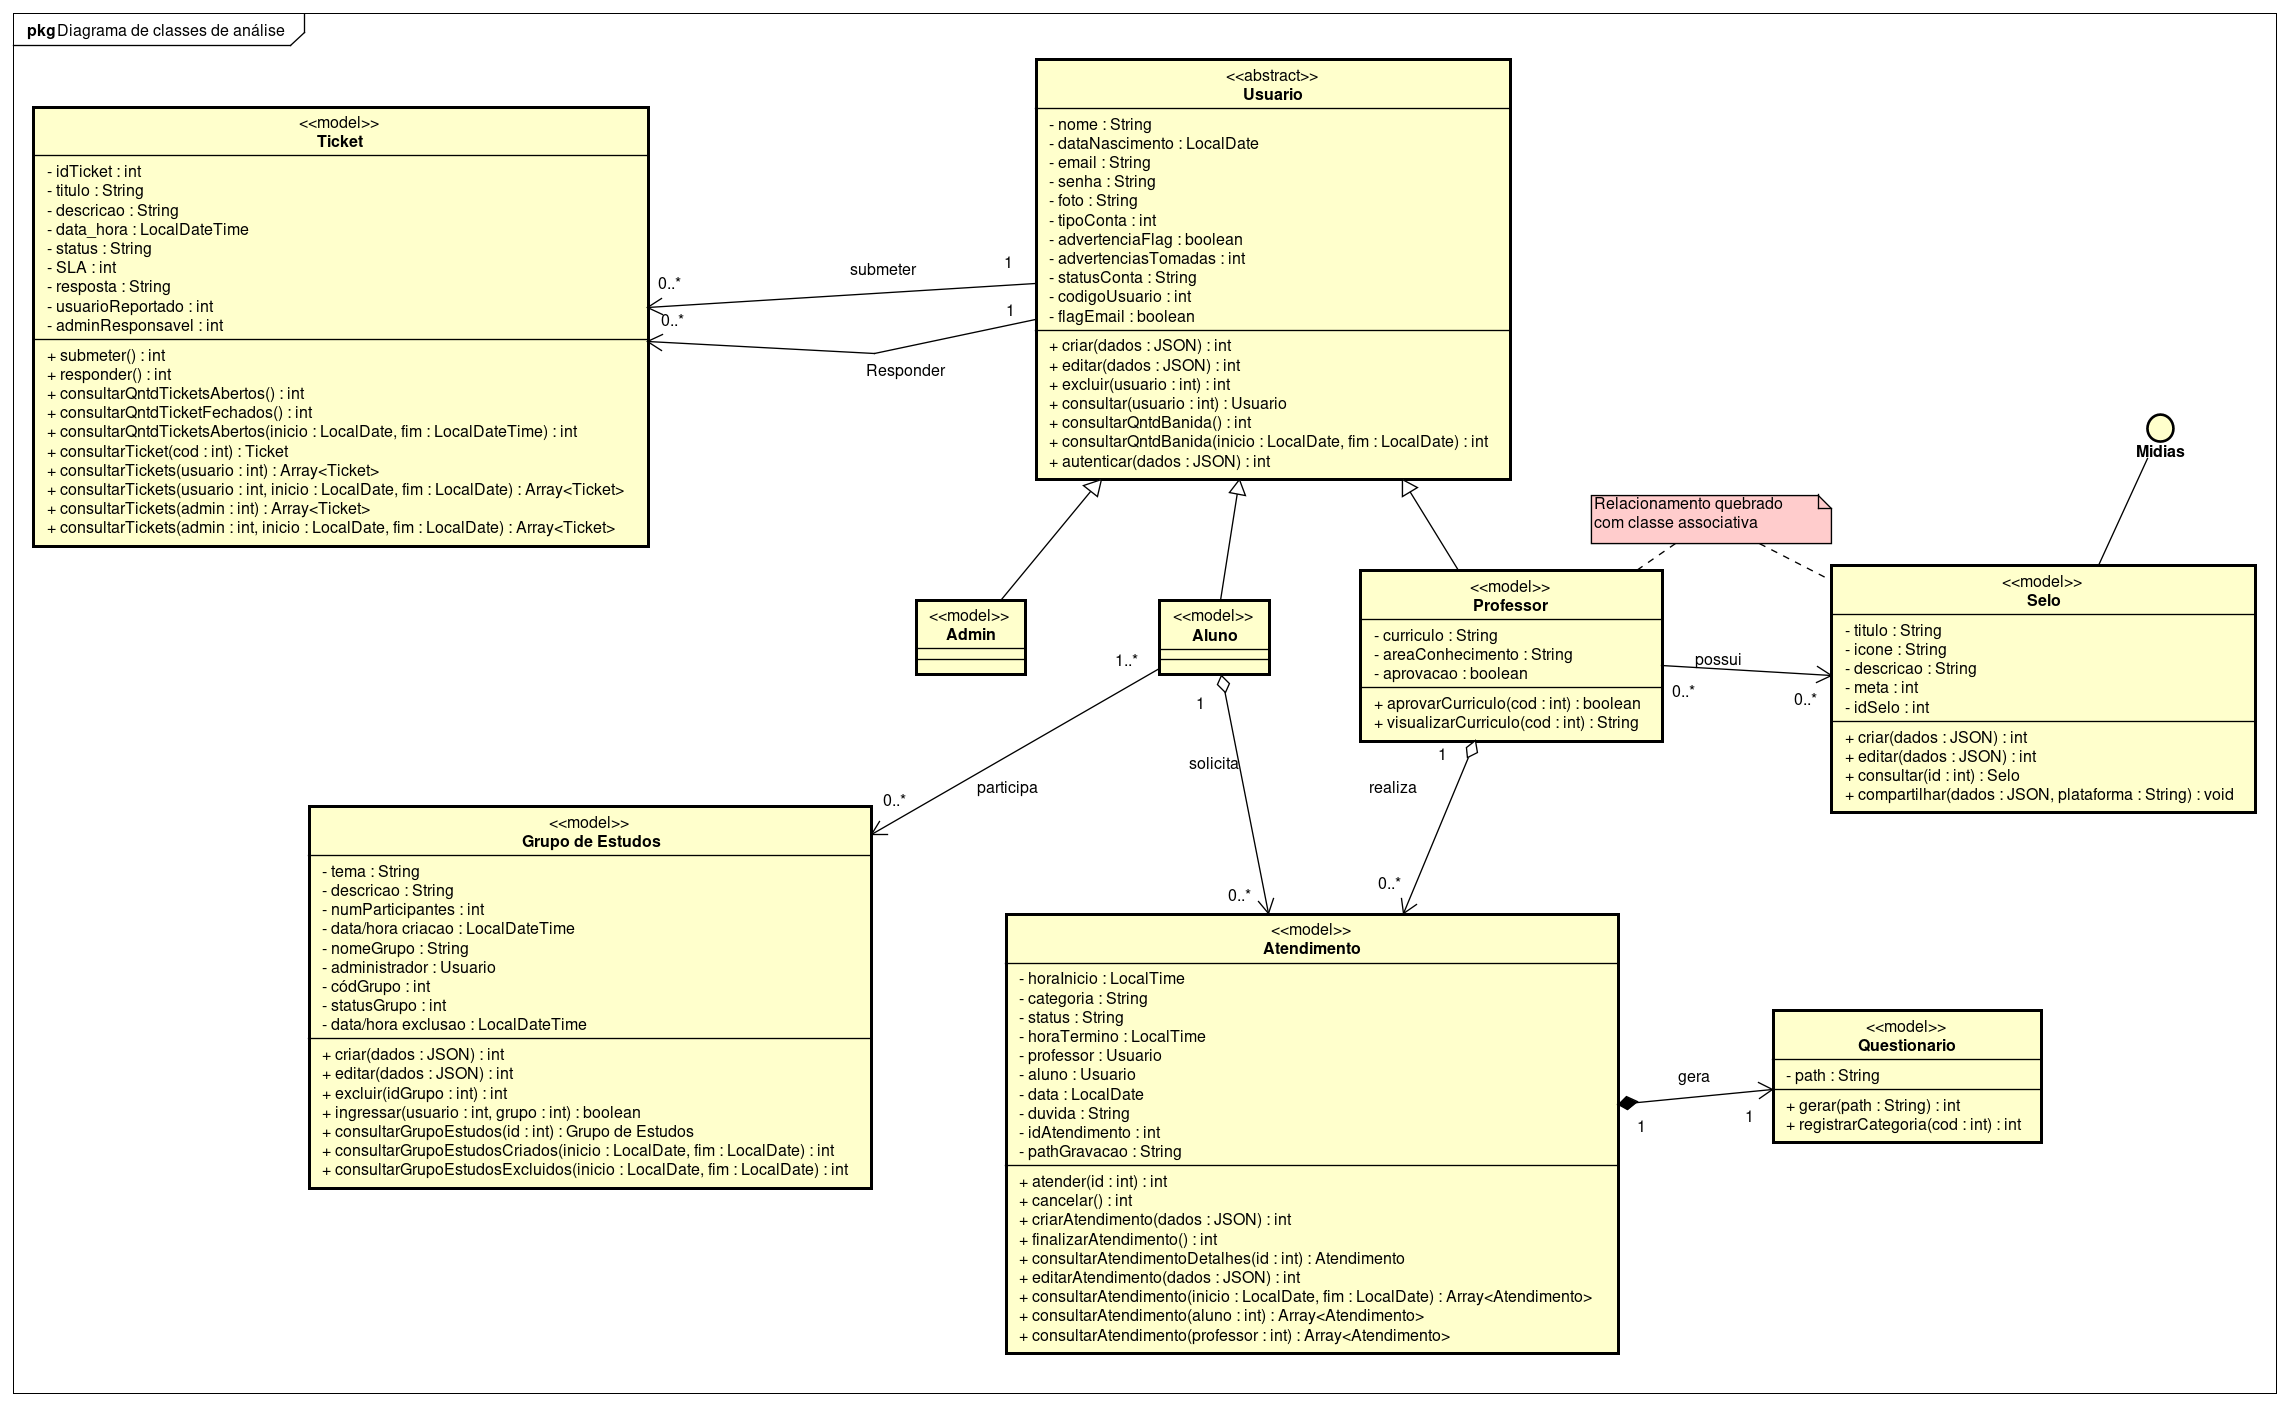 pkg Diagrama de classes de análise
<<model>>
Ticket
- idTicket : int
- titulo : String
- descricao : String
- data_hora : LocalDateTime
- status : String
- SLA : int
- resposta : String
- usuarioReportado : int
- adminResponsavel : int
+ submeter() : int
+ responder() : int
+ consultarQntdTicketsAbertos() : int
+ consultarQntdTicketFechados() : int
+ consultarQntdTicketsAbertos(inicio : LocalDate, fim : LocalDateTime) : int
+ consultarTicket(cod : int) : Ticket
+ consultarTickets(usuario : int) : Array<Ticket>
+ consultarTickets(usuario : int, inicio : LocalDate, fim : LocalDate) : Array<Ticket>
+ consultarTickets(admin : int) : Array<Ticket>
+ consultarTickets(admin : int, inicio : LocalDate, fim : LocalDate) : Array<Ticket>
submeter
1
0..*
1
0..*
Responder
<<abstract>>
Usuario
- nome : String
- dataNascimento : LocalDate
- email : String
- senha : String
- foto : String
- tipoConta : int
- advertenciaFlag : boolean
- advertenciasTomadas : int
- statusConta : String
- codigoUsuario : int
- flagEmail : boolean
+ criar(dados : JSON) : int
+ editar(dados : JSON) : int
+ excluir(usuario : int) : int
+ consultar(usuario : int) : Usuario
+ consultarQntdBanida() : int
+ consultarQntdBanida(inicio : LocalDate, fim : LocalDate) : int
+ autenticar(dados : JSON) : int
Midias
Relacionamento quebrado
com classe associativa
<<model>>
Admin
<<model>>
Aluno
<<model>>
Professor
- curriculo : String
- areaConhecimento : String
- aprovacao : boolean
+ aprovarCurriculo(cod : int) : boolean
+ visualizarCurriculo(cod : int) : String
possui
0..*
0..*
<<model>>
Selo
- titulo : String
- icone : String
- descricao : String
- meta : int
- idSelo : int
+ criar(dados : JSON) : int
+ editar(dados : JSON) : int
+ consultar(id : int) : Selo
+ compartilhar(dados : JSON, plataforma : String) : void
1..*
participa
0..*
1
solicita
0..*
1
realiza
0..*
<<model>>
Grupo de Estudos
- tema : String
- descricao : String
- numParticipantes : int
- data/hora criacao : LocalDateTime
- nomeGrupo : String
- administrador : Usuario
- códGrupo : int
- statusGrupo : int
- data/hora exclusao : LocalDateTime
+ criar(dados : JSON) : int
+ editar(dados : JSON) : int
+ excluir(idGrupo : int) : int
+ ingressar(usuario : int, grupo : int) : boolean
+ consultarGrupoEstudos(id : int) : Grupo de Estudos
+ consultarGrupoEstudosCriados(inicio : LocalDate, fim : LocalDate) : int
+ consultarGrupoEstudosExcluidos(inicio : LocalDate, fim : LocalDate) : int
<<model>>
Atendimento
- horaInicio : LocalTime
- categoria : String
- status : String
- horaTermino : LocalTime
- professor : Usuario
- aluno : Usuario
- data : LocalDate
- duvida : String
- idAtendimento : int
- pathGravacao : String
+ atender(id : int) : int
+ cancelar() : int
+ criarAtendimento(dados : JSON) : int
+ finalizarAtendimento() : int
+ consultarAtendimentoDetalhes(id : int) : Atendimento
+ editarAtendimento(dados : JSON) : int
+ consultarAtendimento(inicio : LocalDate, fim : LocalDate) : Array<Atendimento>
+ consultarAtendimento(aluno : int) : Array<Atendimento>
+ consultarAtendimento(professor : int) : Array<Atendimento>
gera
1
1
<<model>>
Questionario
- path : String
+ gerar(path : String) : int
+ registrarCategoria(cod : int) : int